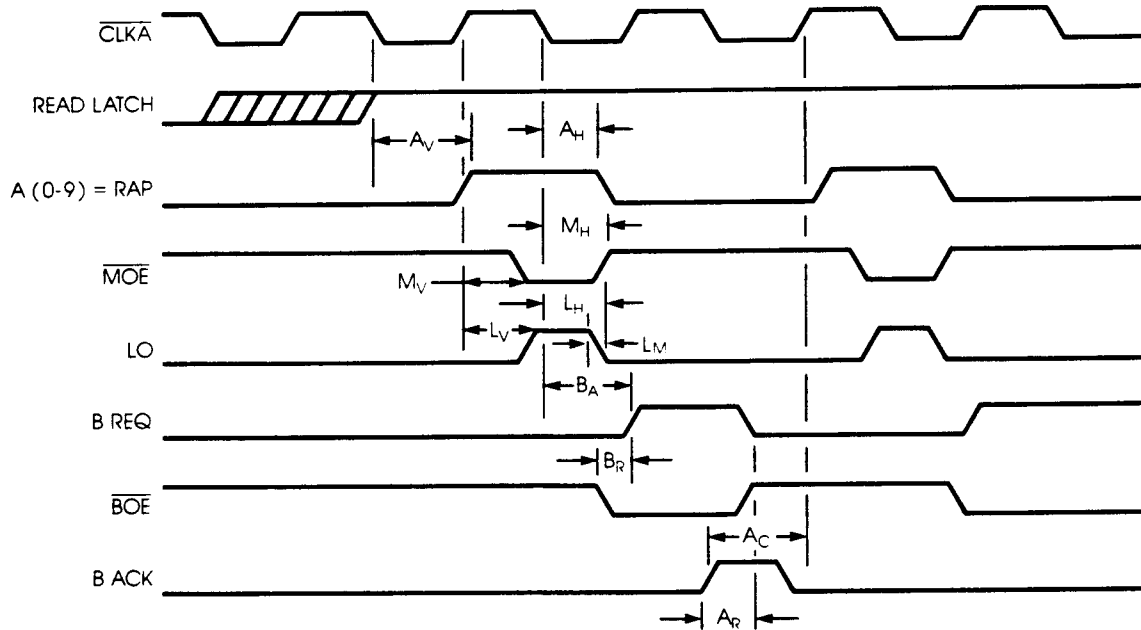 CLKA
READ LATCH
A_V
A_H
A (0-9) = RAP
M_H
MOE
M_V
L_H
L_V
LO
L_M
B_A
B REQ
B_R
BOE
A_C
B ACK
A_R